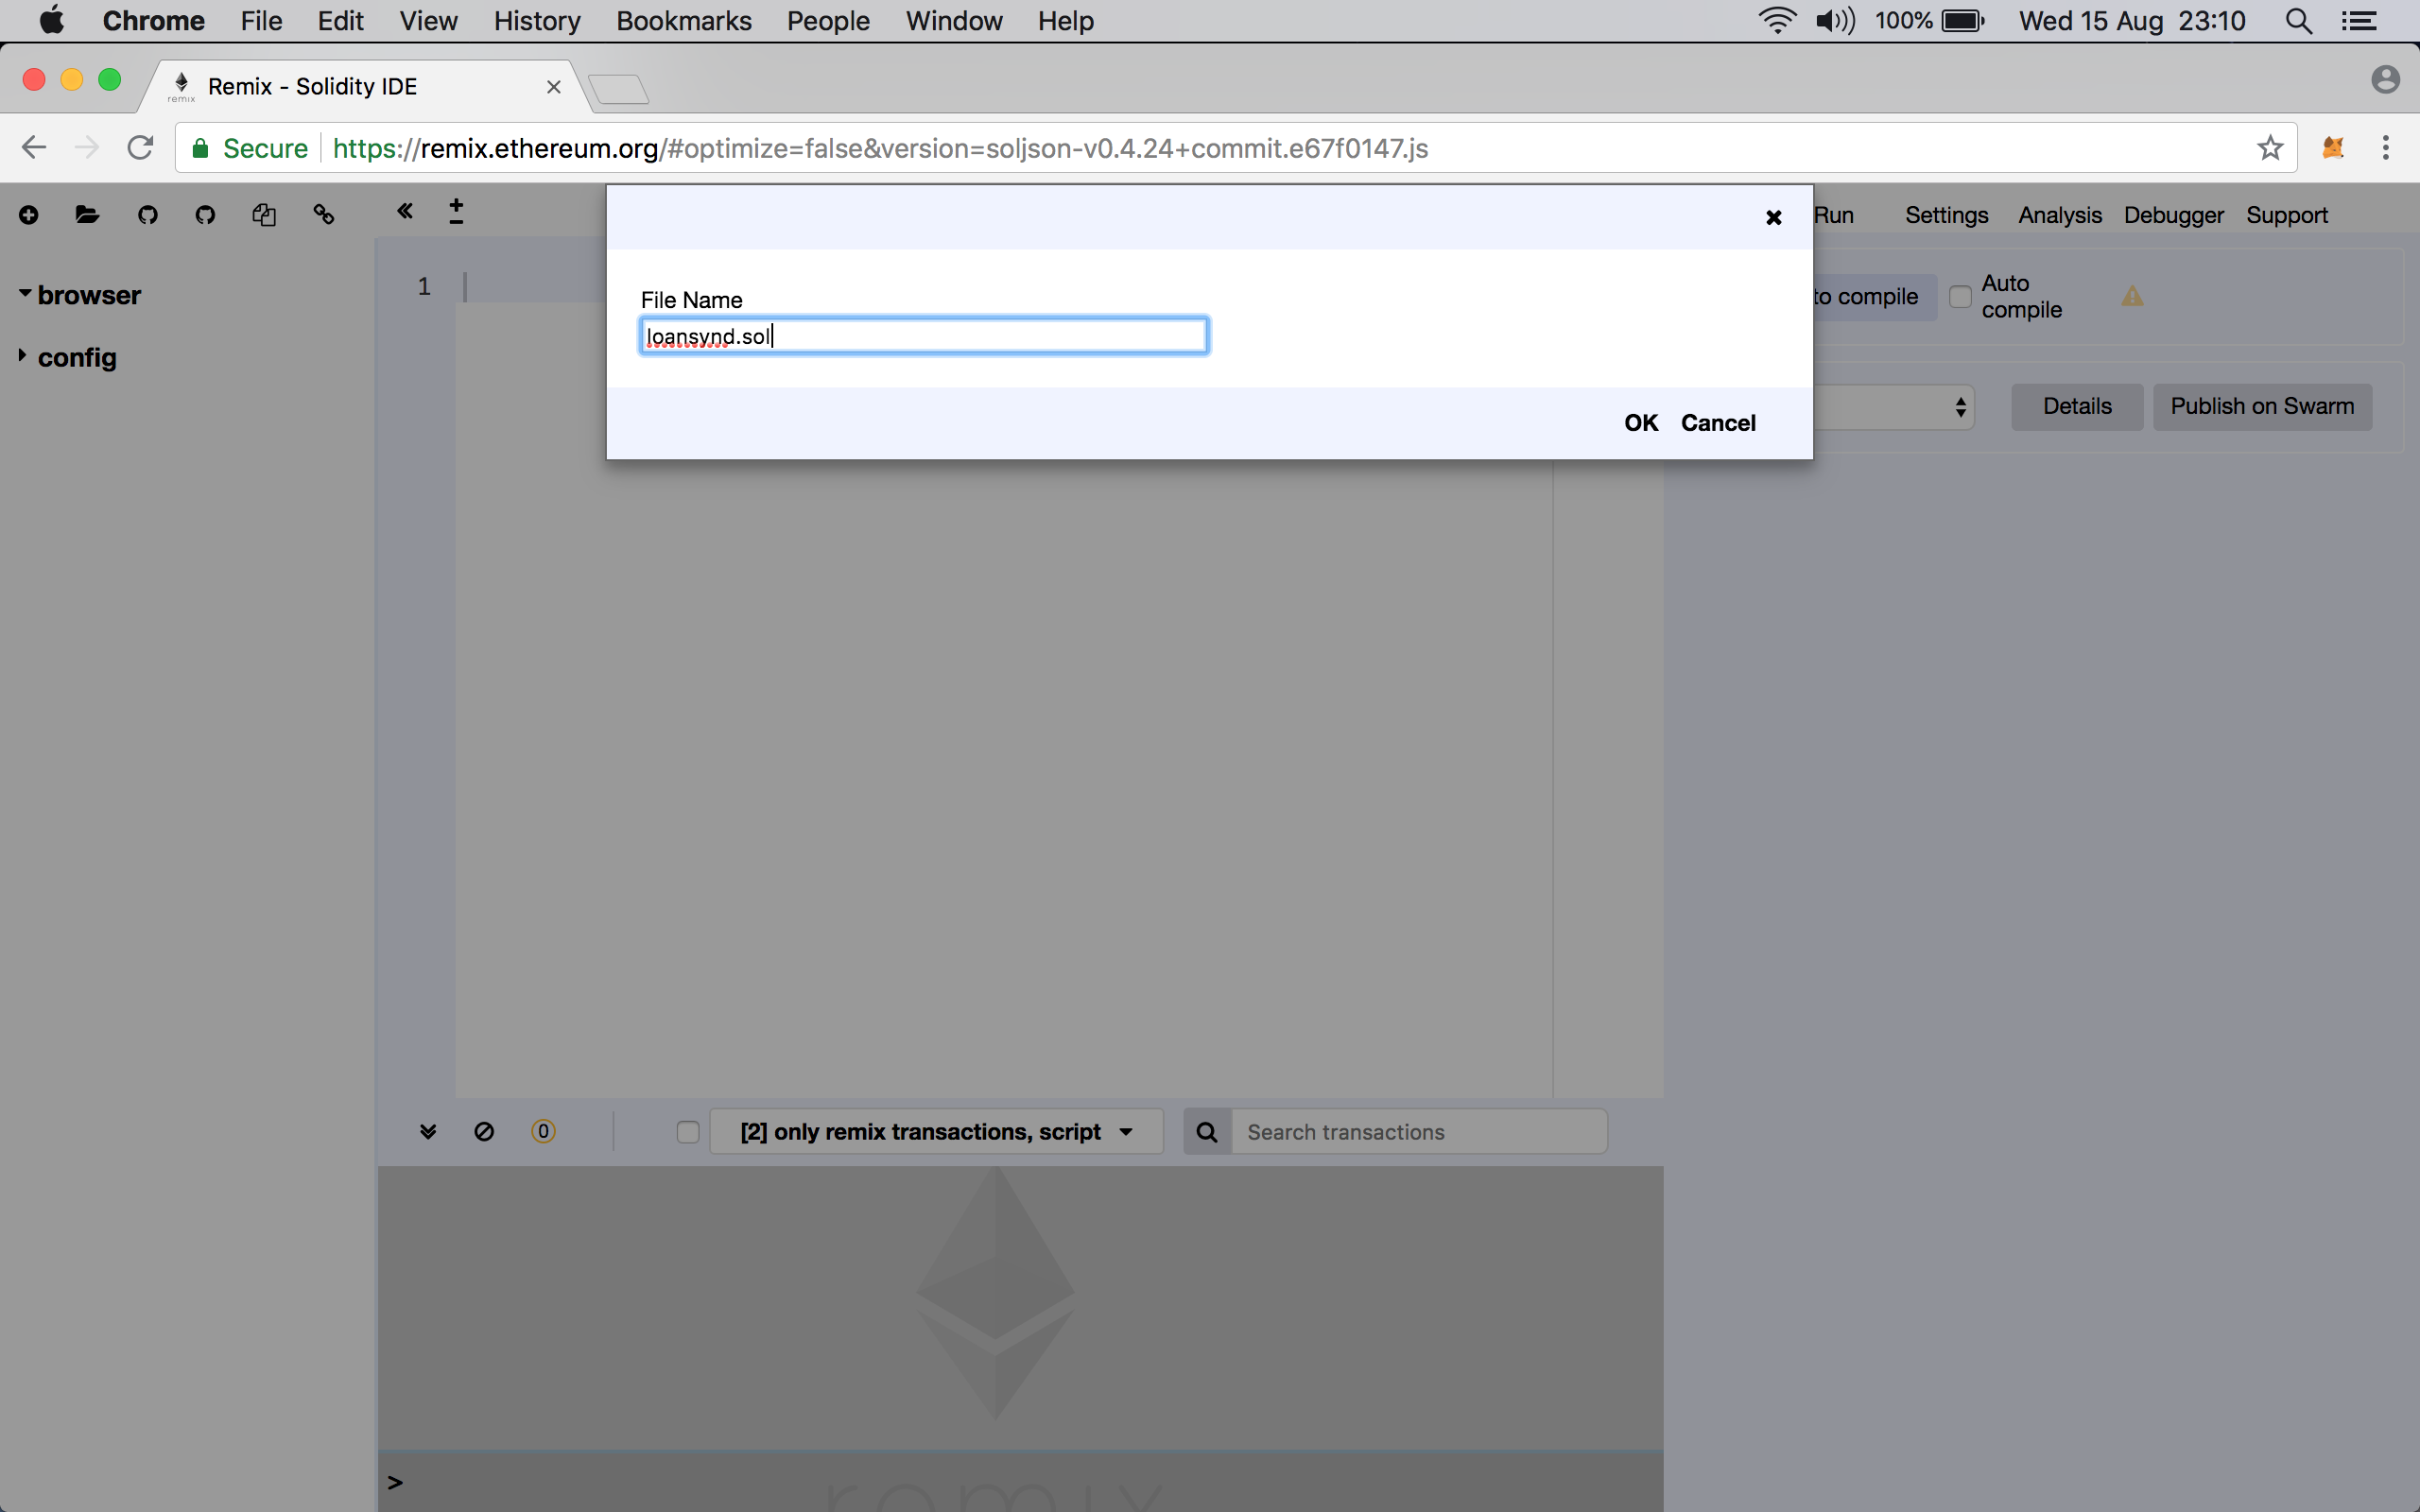 Chrome File Edit View History Bookmarks People Window Help 100% Wed 15 Aug 23:10
remix Remix - Solidity IDE
Secure https://remix.ethereum.org/#optimize=false&version=soljson-v0.4.24+commit.e67f0147.js
Run Settings Analysis Debugger Support
browser
config
1
File Name
loansynd.sol
OK Cancel
to compile
Auto
compile
Details Publish on Swarm
0 [2] only remix transactions, script Search transactions
>
remix